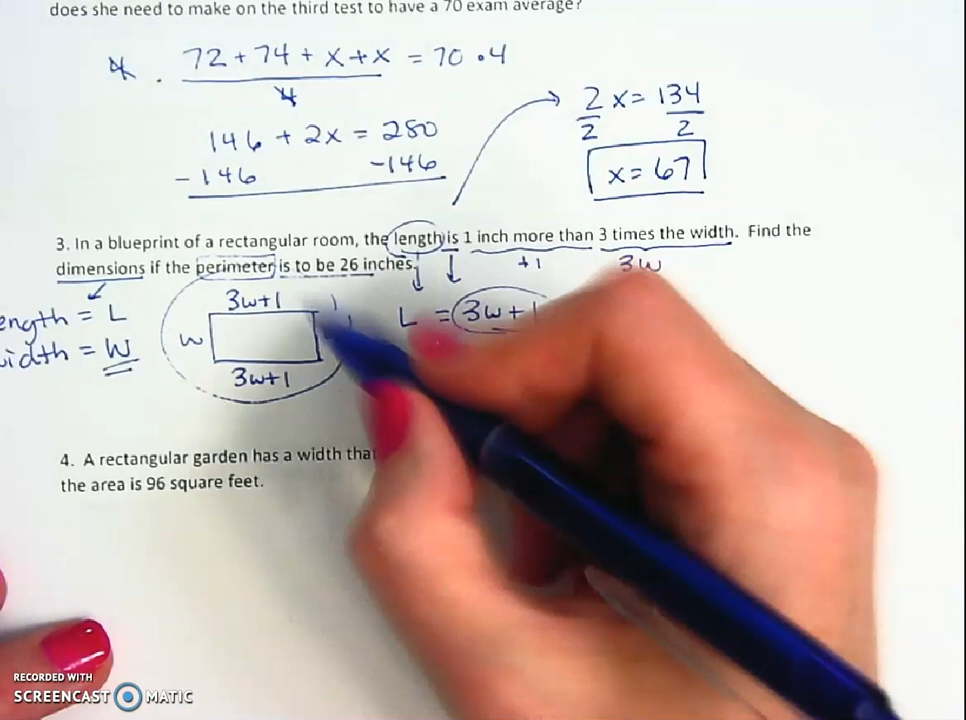 does she need to make on the third test to have a 70 exam average?
4 · 72 + 74 + x + x = 70 · 4
4
146 + 2x = 280
- 146 -146
2x = 134
2 2
x = 67
3. In a blueprint of a rectangular room, the length is 1 inch more than 3 times the width. Find the
dimensions if the perimeter is to be 26 inches.
+1 3w
ength = L
3w+1
L = 3w+1
idth = W
w
3w+1
4. A rectangular garden has a width
the area is 96 square feet.
RECORDED WITH
SCREENCAST MATIC